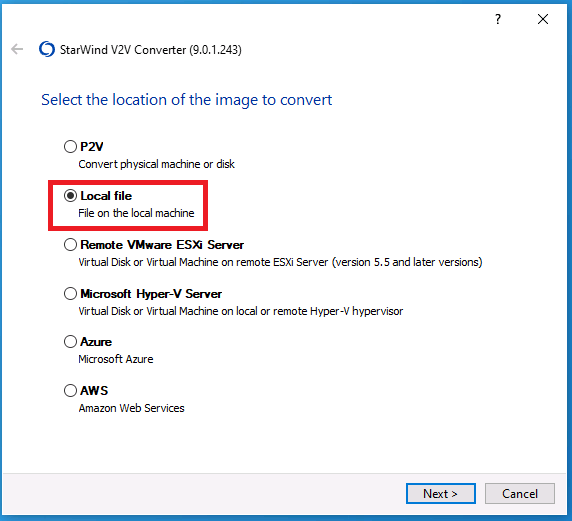 ?
StarWind V2V Converter (9.0.1.243)
Select the location of the image to convert
P2V
Convert physical machine or disk
Local file
File on the local machine
Remote VMware ESXi Server
Virtual Disk or Virtual Machine on remote ESXi Server (version 5.5 and later versions)
Microsoft Hyper-V Server
Virtual Disk or Virtual Machine on local or remote Hyper-V hypervisor
Azure
Microsoft Azure
AWS
Amazon Web Services
Next > Cancel